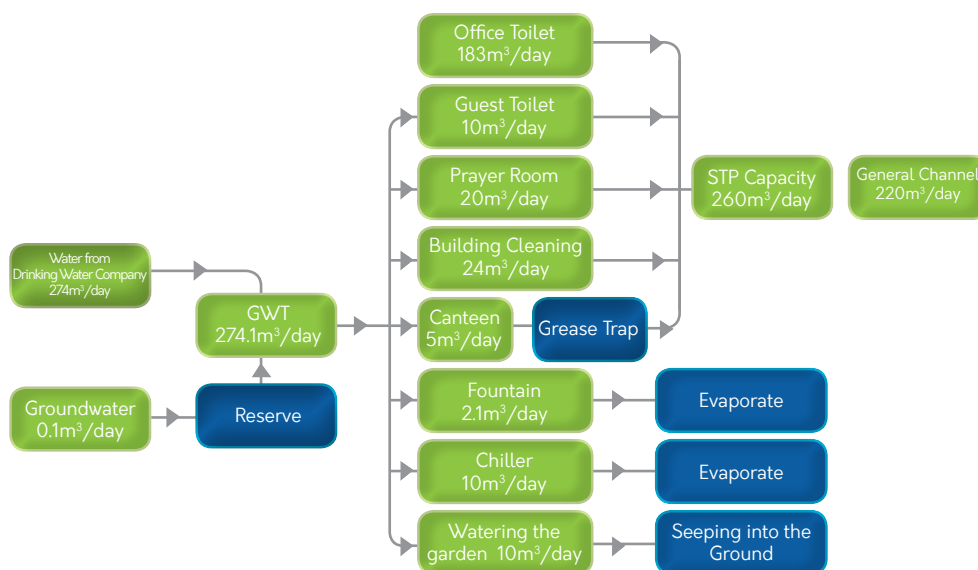 Office Toilet
183m³/day
Guest Toilet
10m³/day
Prayer Room
20m³/day
STP Capacity
260m³/day
General Channel
220m³/day
Building Cleaning
24m³/day
Water from
Drinking Water Company
274m³/day
GWT
274.1m³/day
Canteen
5m³/day
Grease Trap
Groundwater
0.1m³/day
Reserve
Fountain
2.1m³/day
Evaporate
Chiller
10m³/day
Evaporate
Watering the
garden 10m³/day
Seeping into the
Ground